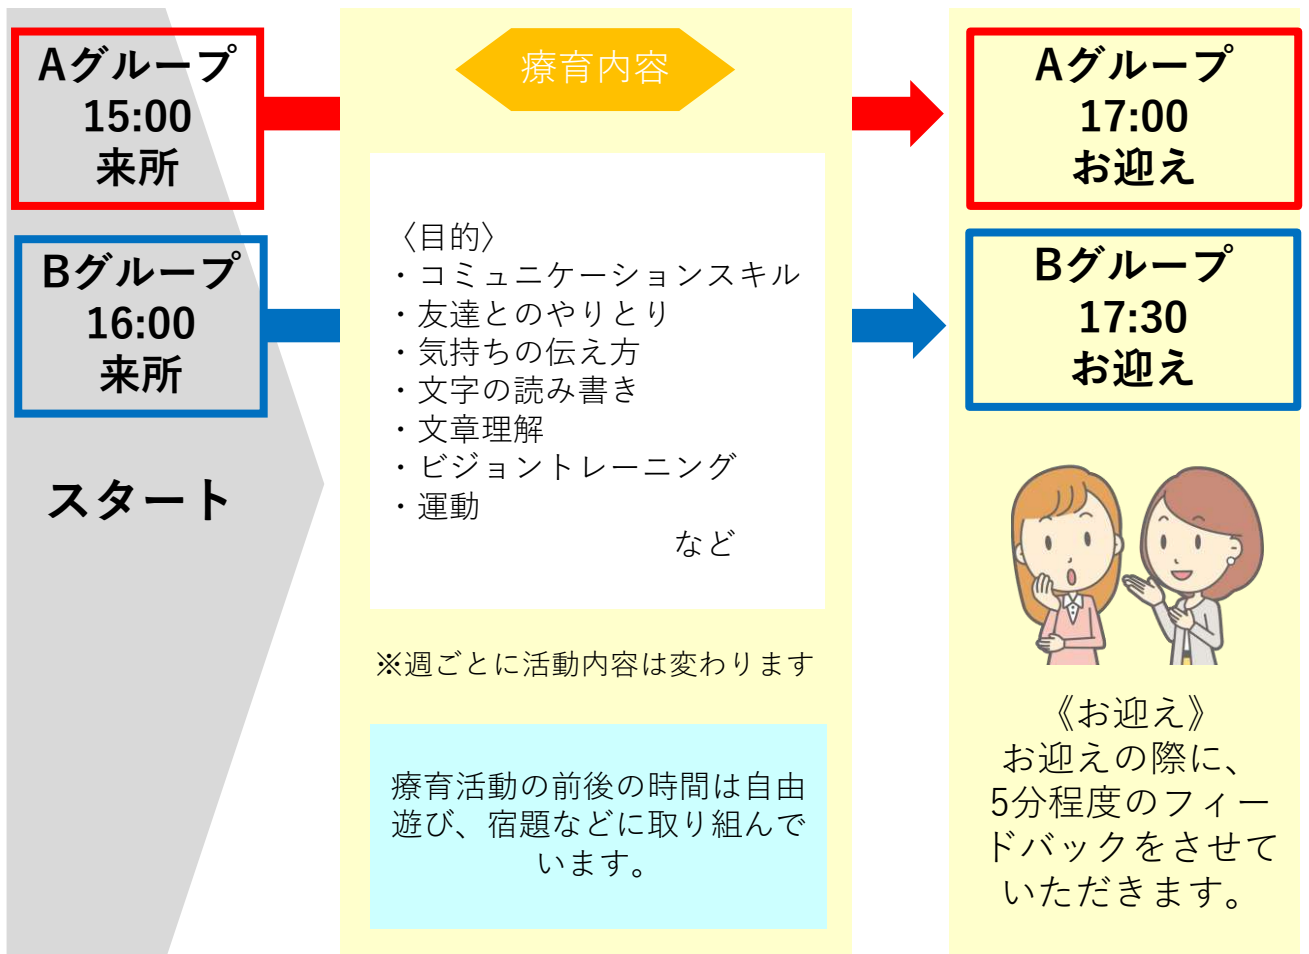 Aグループ
15:00
来所
Bグループ
16:00
来所
スタート
療育内容
〈目的〉
・コミュニケーションスキル
・友達とのやりとり
・気持ちの伝え方
・文字の読み書き
・文章理解
・ビジョントレーニング
・運動
など
※週ごとに活動内容は変わります
療育活動の前後の時間は自由
遊び、宿題などに取り組んで
います。
Aグループ
17:00
お迎え
Bグループ
17:30
お迎え
《お迎え》
お迎えの際に、
5分程度のフィー
ドバックをさせて
いただきます。